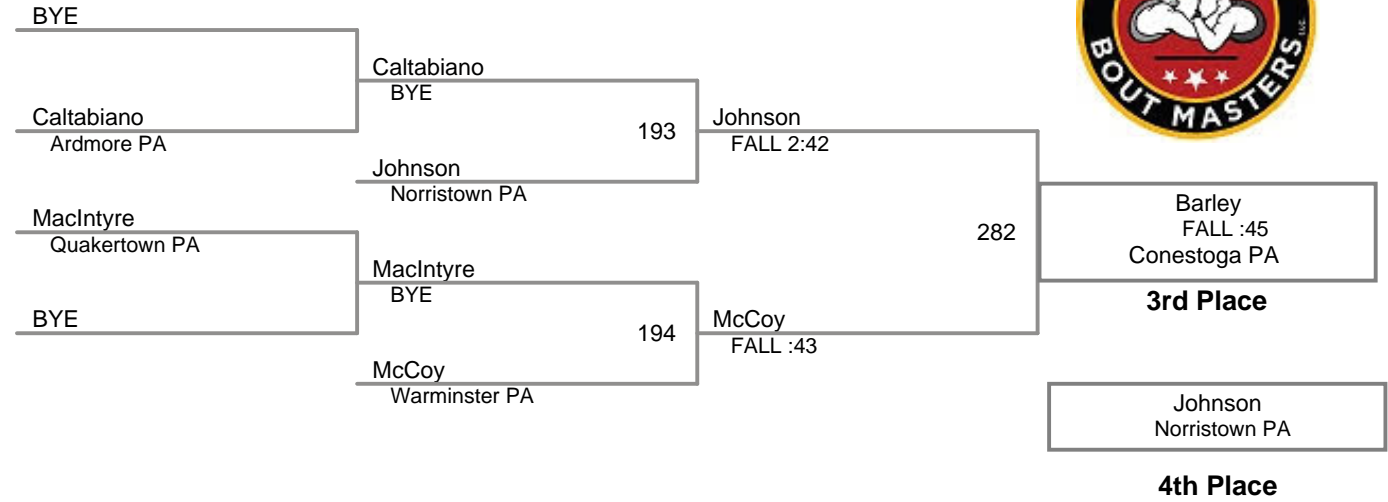 BYE
Caltabiano
BYE
Caltabiano
Ardmore PA
193
Johnson
FALL 2:42
Johnson
Norristown PA
MacIntyre
Quakertown PA
MacIntyre
BYE
BYE
194
McCoy
FALL :43
McCoy
Warminster PA
282
Barley
FALL :45
Conestoga PA
3rd Place
Johnson
Norristown PA
4th Place
BOUT MASTERS